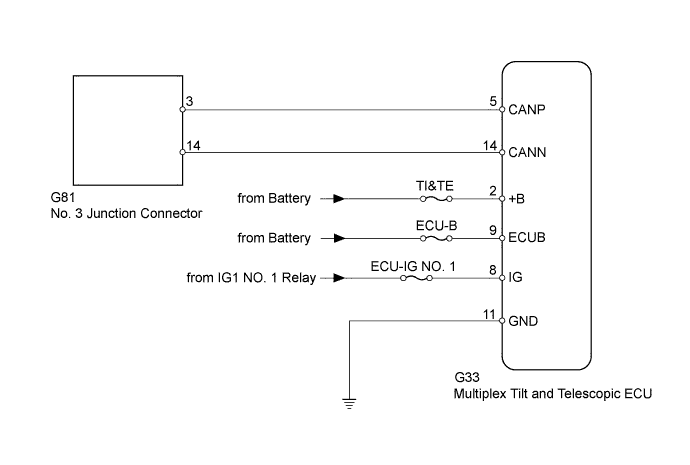 3
5
CANP
14
14
CANN
G81
No. 3 Junction Connector
from Battery
TI&TE
2
+B
from Battery
ECU-B
9
ECUB
from IG1 NO. 1 Relay
ECU-IG NO. 1
8
IG
11
GND
G33
Multiplex Tilt and Telescopic ECU